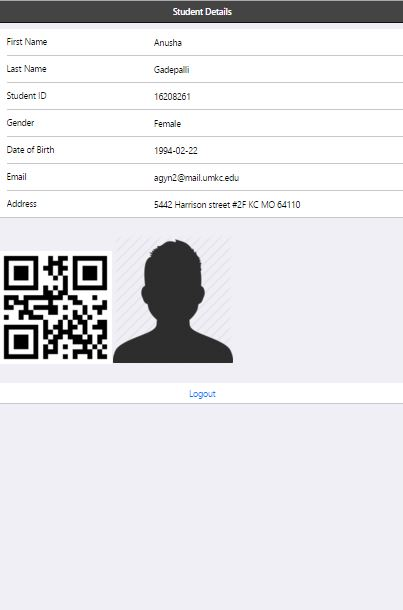 Student Details
First Name Anusha
Last Name Gadepalli
Student ID 16208261
Gender Female
Date of Birth 1994-02-22
Email agyn2@mail.umkc.edu
Address 5442 Harrison street #2F KC MO 64110
Logout